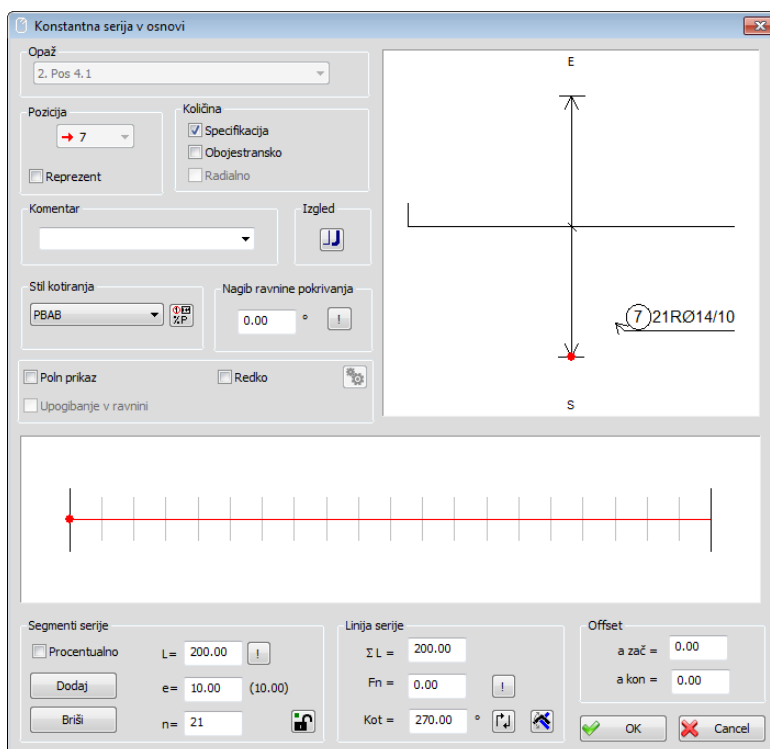 Konstantna serija v osnovi
Opaž
2. Pos 4.1
Pozicija
7
Reprezent
Količina
Specifikacija
Obojestransko
Radialno
Komentar
Izgled
Stil kotiranja
PBAB
%P
Nagib ravnine pokrivanja
0.00 ° !
Poln prikaz
Redko
Upogibanje v ravnini
E
7 21RØ14/10
S
Segmenti serije
Procentualno
L= 200.00 !
Dodaj
e= 10.00 (10.00)
Briši
n= 21
Linija serije
Σ L = 200.00
Fn = 0.00 !
Kot = 270.00 °
Offset
a zač = 0.00
a kon = 0.00
OK
Cancel